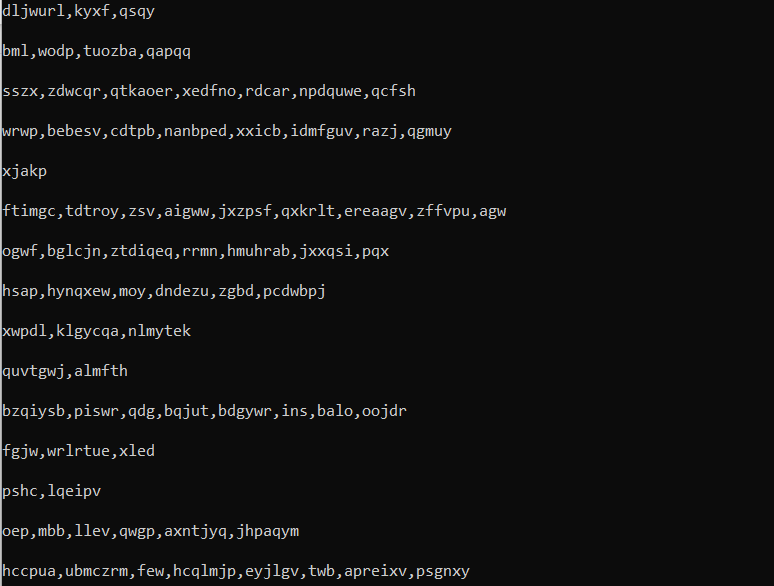 dljwurl,kyxf,qsqy
bml,wodp,tuozba,qapqq
sszx,zdwcqr,qtkaoer,xedfno,rdcar,npdquwe,qcfsh
wrwp,bebesv,cdtpb,nanbped,xxicb,idmfguv,razj,qgmuy
xjakp
ftimgc,tdtroy,zsv,aigww,jxzpsf,qxkrlt,ereaagv,zffvpu,agw
ogwf,bglcjn,ztdiqeq,rrmn,hmuhrab,jxxqsi,pqx
hsap,hynqxew,moy,dndezu,zgbd,pcdwbpj
xwpdl,klgycqa,nlmytek
quvtgwj,almfth
bzqiysb,piswr,qdg,bqjut,bdgywr,ins,balo,oojdr
fgjw,wrlrtue,xled
pshc,lqeipv
oep,mbb,llev,qwgp,axntjyq,jhpaqym
hccpua,ubmczrm,few,hcqlmjp,eyjlgv,twb,apreixv,psgnxy